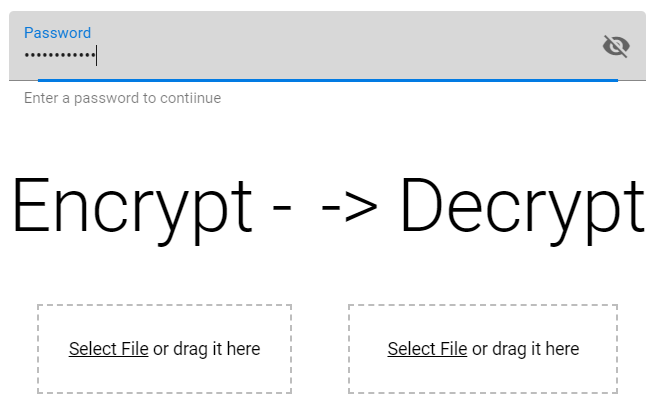 Password
••••••••••••
Enter a password to contiinue
Encrypt - -> Decrypt
Select File or drag it here
Select File or drag it here